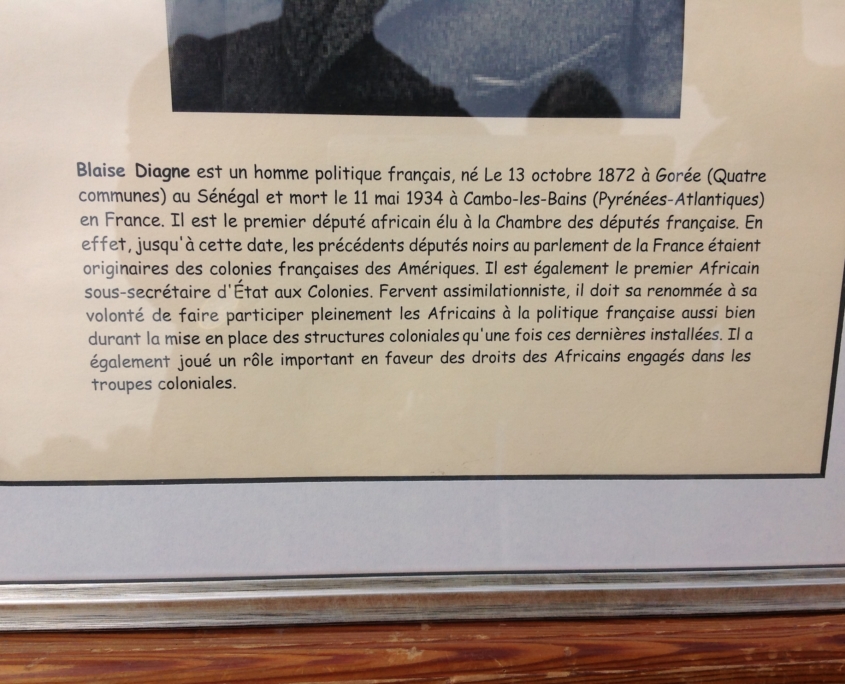 Blaise Diagne est un homme politique français, né Le 13 octobre 1872 à Gorée (Quatre
communes) au Sénégal et mort le 11 mai 1934 à Cambo-les-Bains (Pyrénées-Atlantiques)
en France. Il est le premier député africain élu à la Chambre des députés française. En
effet, jusqu'à cette date, les précédents députés noirs au parlement de la France étaient
originaires des colonies françaises des Amériques. Il est également le premier Africain
sous-secrétaire d'État aux Colonies. Fervent assimilationniste, il doit sa renommée à sa
volonté de faire participer pleinement les Africains à la politique française aussi bien
durant la mise en place des structures coloniales qu'une fois ces dernières installées. Il a
également joué un rôle important en faveur des droits des Africains engagés dans les
troupes coloniales.